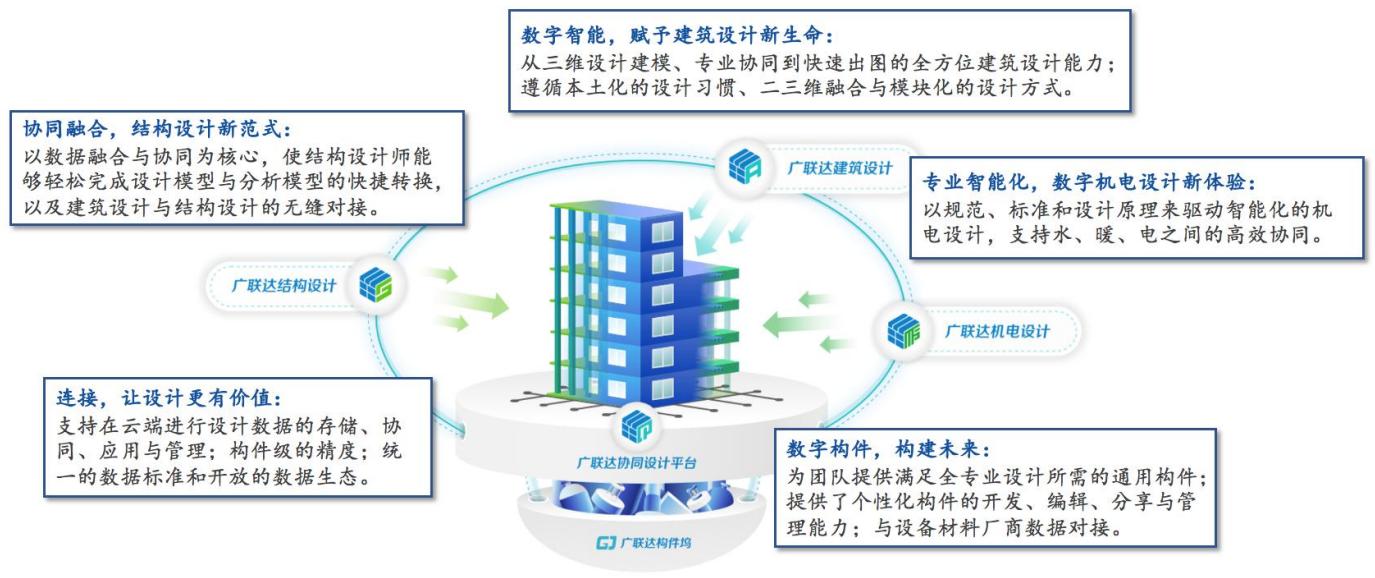 数字智能，赋予建筑设计新生命：
从三维设计建模、专业协同到快速出图的全方位建筑设计能力；
遵循本土化的设计习惯、二三维融合与模块化的设计方式。
协同融合，结构设计新范式：
以数据融合与协同为核心，使结构设计师能
够轻松完成设计模型与分析模型的快捷转换，
以及建筑设计与结构设计的无缝对接。
广联达建筑设计
专业智能化，数字机电设计新体验：
以规范、标准和设计原理来驱动智能化的机
电设计，支持水、暖、电之间的高效协同。
广联达结构设计
广联达机电设计
连接，让设计更有价值：
支持在云端进行设计数据的存储、协
同、应用与管理；构件级的精度；统
一的数据标准和开放的数据生态。
广联达协同设计平台
数字构件，构建未来：
为团队提供满足全专业设计所需的通用构件；
提供了个性化构件的开发、编辑、分享与管
理能力；与设备材料厂商数据对接。
GJ 广联达构件坞